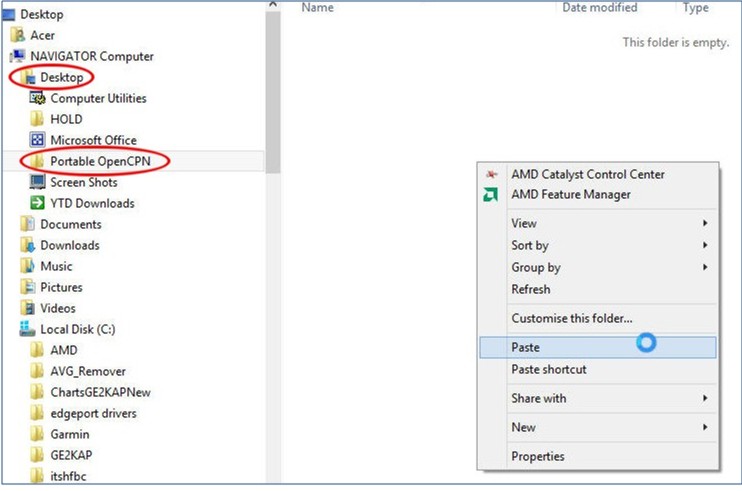 Desktop
Acer
NAVIGATOR Computer
Desktop
Computer Utilities
HOLD
Microsoft Office
Portable OpenCPN
Screen Shots
YTD Downloads
Documents
Downloads
Music
Pictures
Videos
Local Disk (C:)
AMD
AVG_Remover
ChartsGE2KAPNew
edgeport drivers
Garmin
GE2KAP
itshfbc
Name Date modified Type
This folder is empty.
AMD Catalyst Control Center
AMD Feature Manager
View
Sort by
Group by
Refresh
Customise this folder...
Paste
Paste shortcut
Share with
New
Properties